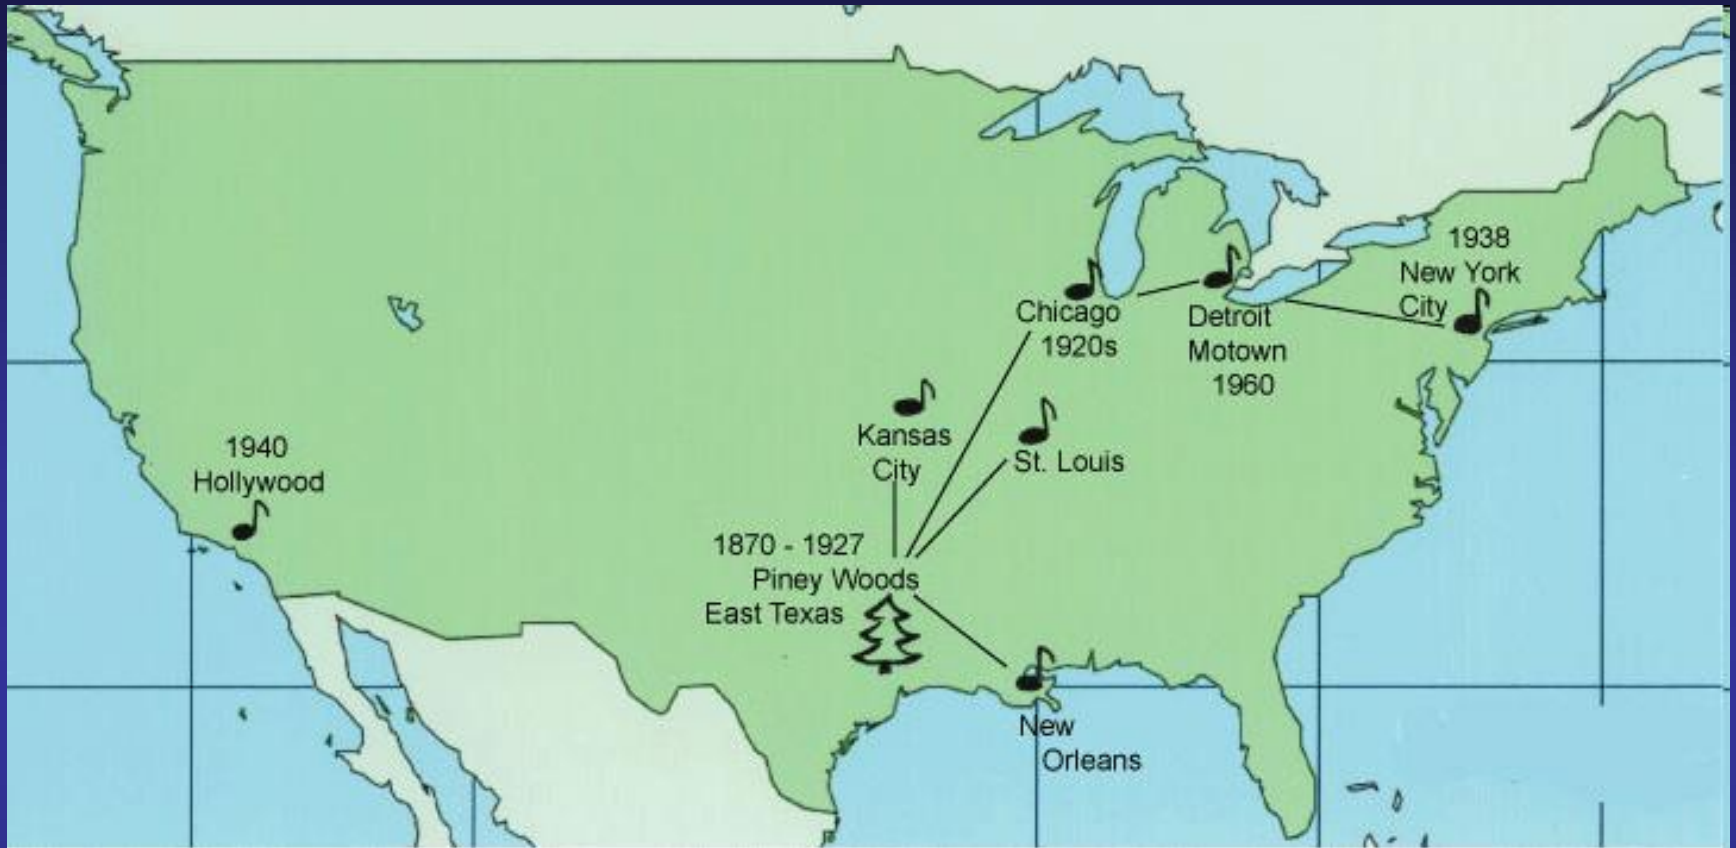 1938
New York
City
Chicago
1920s
Detroit
Motown
1960
Kansas
City
St. Louis
1940
Hollywood
1870 - 1927
Piney Woods
East Texas
New
Orleans